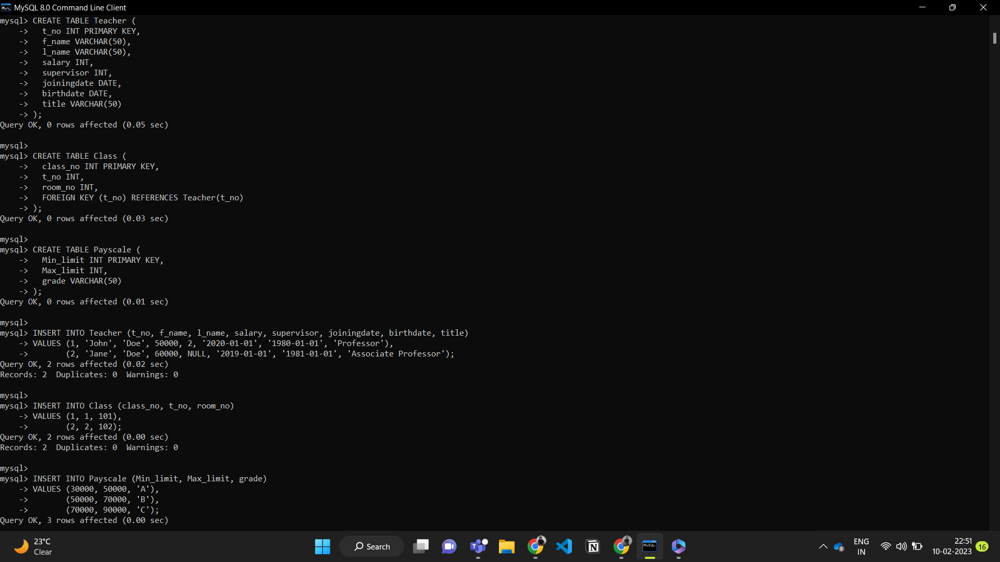 MySQL 8.0 Command Line Client
mysql> CREATE TABLE Teacher (
    ->   t_no INT PRIMARY KEY,
    ->   f_name VARCHAR(50),
    ->   l_name VARCHAR(50),
    ->   salary INT,
    ->   supervisor INT,
    ->   joiningdate DATE,
    ->   birthdate DATE,
    ->   title VARCHAR(50)
    -> );
Query OK, 0 rows affected (0.05 sec)
mysql>
mysql> CREATE TABLE Class (
    ->   class_no INT PRIMARY KEY,
    ->   t_no INT,
    ->   room_no INT,
    ->   FOREIGN KEY (t_no) REFERENCES Teacher(t_no)
    -> );
Query OK, 0 rows affected (0.03 sec)
mysql>
mysql> CREATE TABLE Payscale (
    ->   Min_limit INT PRIMARY KEY,
    ->   Max_limit INT,
    ->   grade VARCHAR(50)
    -> );
Query OK, 0 rows affected (0.01 sec)
mysql>
mysql> INSERT INTO Teacher (t_no, f_name, l_name, salary, supervisor, joiningdate, birthdate, title)
    -> VALUES (1, 'John', 'Doe', 50000, 2, '2020-01-01', '1980-01-01', 'Professor'),
    ->        (2, 'Jane', 'Doe', 60000, NULL, '2019-01-01', '1981-01-01', 'Associate Professor');
Query OK, 2 rows affected (0.02 sec)
Records: 2  Duplicates: 0  Warnings: 0
mysql>
mysql> INSERT INTO Class (class_no, t_no, room_no)
    -> VALUES (1, 1, 101),
    ->        (2, 2, 102);
Query OK, 2 rows affected (0.00 sec)
Records: 2  Duplicates: 0  Warnings: 0
mysql>
mysql> INSERT INTO Payscale (Min_limit, Max_limit, grade)
    -> VALUES (30000, 50000, 'A'),
    ->        (50000, 70000, 'B'),
    ->        (70000, 90000, 'C');
Query OK, 3 rows affected (0.00 sec)
23°C
Clear
Search
ENG
IN
22:51
10-02-2023
16